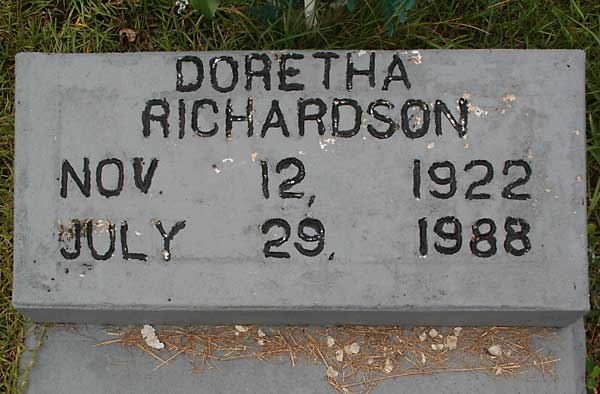 DORETHA
RICHARDSON
NOV. 12, 1922
JULY 29, 1988